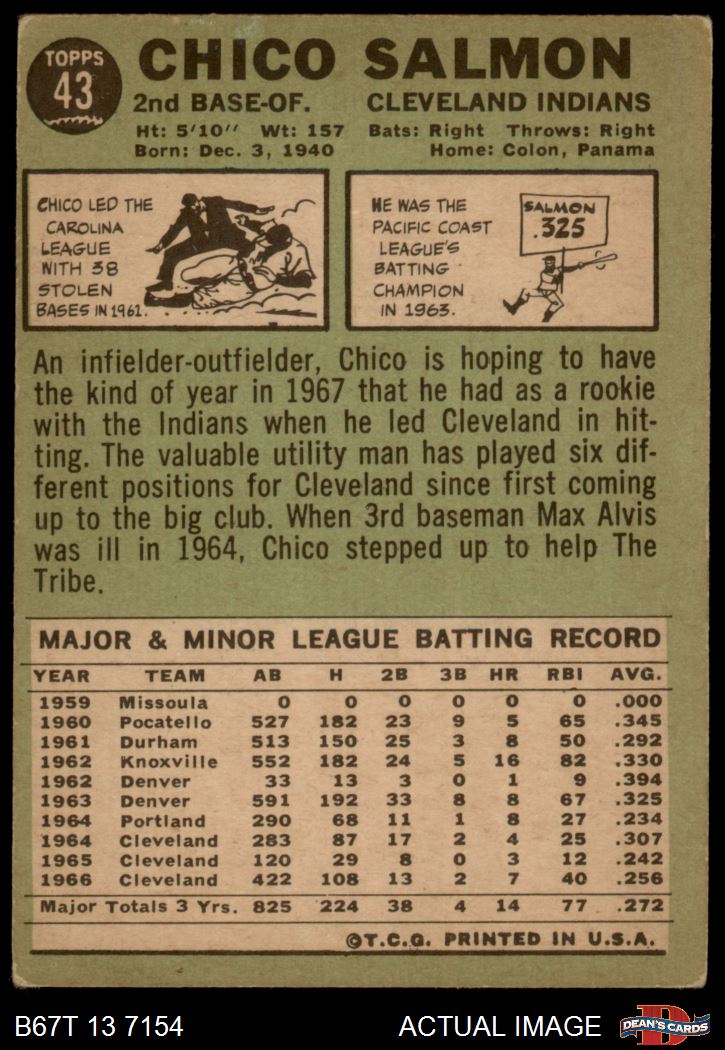 TOPPS
43
CHICO SALMON
2nd BASE-OF. CLEVELAND INDIANS
Ht: 5'10" Wt: 157 Bats: Right Throws: Right
Born: Dec. 3, 1940 Home: Colon, Panama
CHICO LED THE
CAROLINA
LEAGUE
WITH 38
STOLEN
BASES IN 1961.
HE WAS THE
PACIFIC COAST
LEAGUE'S
BATTING
CHAMPION
IN 1963.
SALMON
.325
An infielder-outfielder, Chico is hoping to have
the kind of year in 1967 that he had as a rookie
with the Indians when he led Cleveland in hit-
ting. The valuable utility man has played six dif-
ferent positions for Cleveland since first coming
up to the big club. When 3rd baseman Max Alvis
was ill in 1964, Chico stepped up to help The
Tribe.
MAJOR & MINOR LEAGUE BATTING RECORD
YEAR TEAM AB H 2B 3B HR RBI AVG.
1959 Missoula 0 0 0 0 0 0 .000
1960 Pocatello 527 182 23 9 5 65 .345
1961 Durham 513 150 25 3 8 50 .292
1962 Knoxville 552 182 24 5 16 82 .330
1962 Denver 33 13 3 0 1 9 .394
1963 Denver 591 192 33 8 8 67 .325
1964 Portland 290 68 11 1 8 27 .234
1964 Cleveland 283 87 17 2 4 25 .307
1965 Cleveland 120 29 8 0 3 12 .242
1966 Cleveland 422 108 13 2 7 40 .256
Major Totals 3 Yrs. 825 224 38 4 14 77 .272
©T.C.G. PRINTED IN U.S.A.
B67T 13 7154 ACTUAL IMAGE
D
DEAN'S CARDS